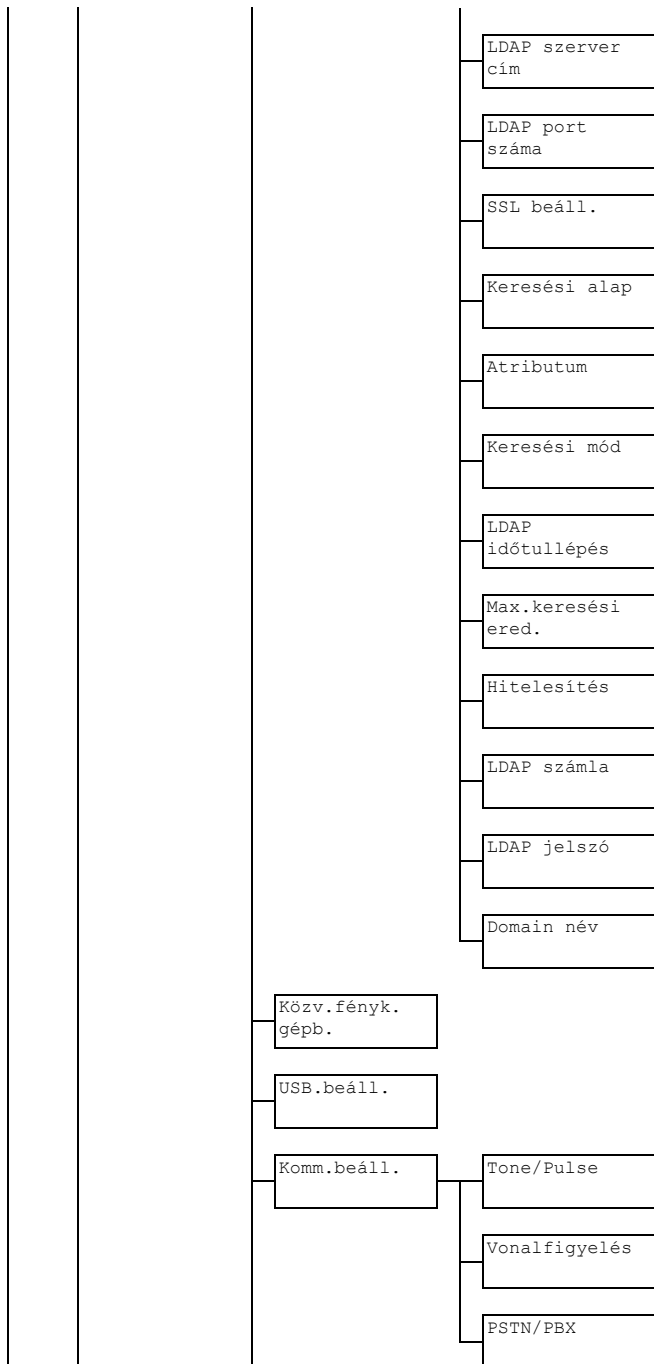 LDAP szerver
cím
LDAP port
száma
SSL beáll.
Keresési alap
Atributum
Keresési mód
LDAP
időtullépés
Max.keresési
ered.
Hitelesítés
LDAP számla
LDAP jelszó
Domain név
Közv.fényk.
gépb.
USB.beáll.
Komm.beáll.
Tone/Pulse
Vonalfigyelés
PSTN/PBX